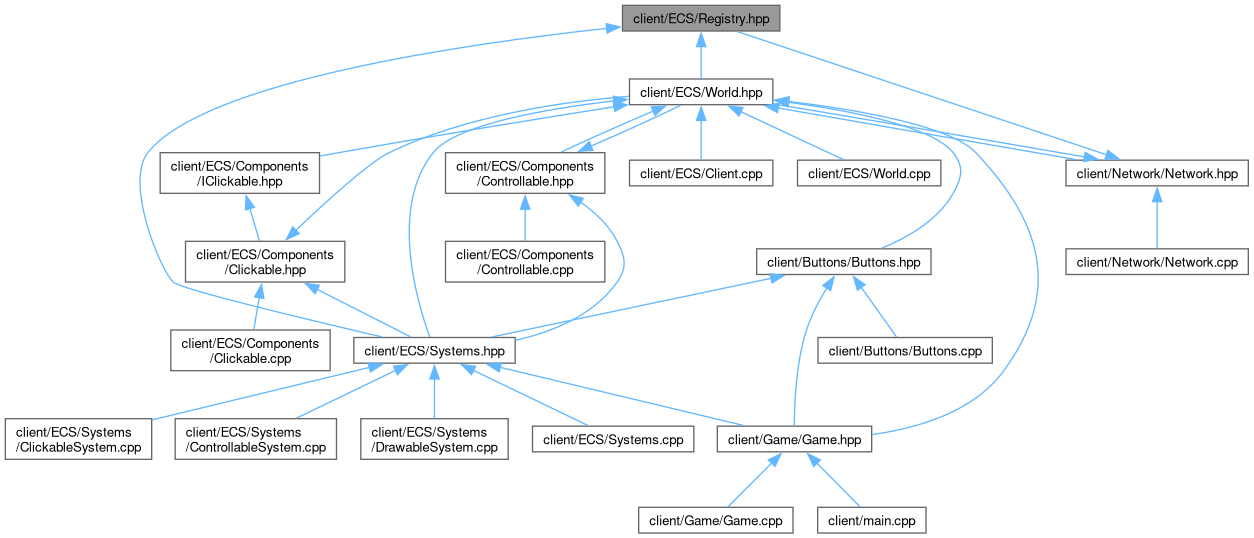 client/ECS/Registry.hpp
client/ECS/World.hpp
client/ECS/Components
/IClickable.hpp
client/ECS/Components
/Controllable.hpp
client/ECS/Client.cpp
client/ECS/World.cpp
client/Network/Network.hpp
client/ECS/Components
/Clickable.hpp
client/ECS/Components
/Controllable.cpp
client/Buttons/Buttons.hpp
client/Network/Network.cpp
client/ECS/Components
/Clickable.cpp
client/ECS/Systems.hpp
client/Buttons/Buttons.cpp
client/ECS/Systems
/ClickableSystem.cpp
client/ECS/Systems
/ControllableSystem.cpp
client/ECS/Systems
/DrawableSystem.cpp
client/ECS/Systems.cpp
client/Game/Game.hpp
client/Game/Game.cpp
client/main.cpp